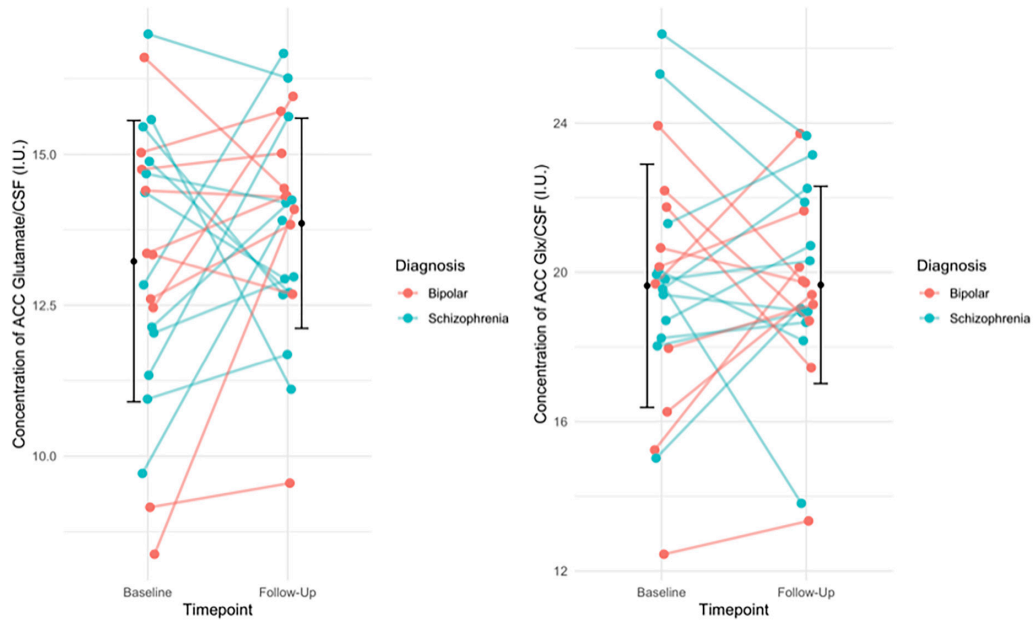 Concentration of ACC Glutamate/CSF (I.U.)
15.0
12.5
10.0
Baseline
Follow-Up
Timepoint
Diagnosis
Bipolar
Schizophrenia
Concentration of ACC Glx/CSF (I.U.)
24
20
16
12
Baseline
Follow-Up
Timepoint
Diagnosis
Bipolar
Schizophrenia